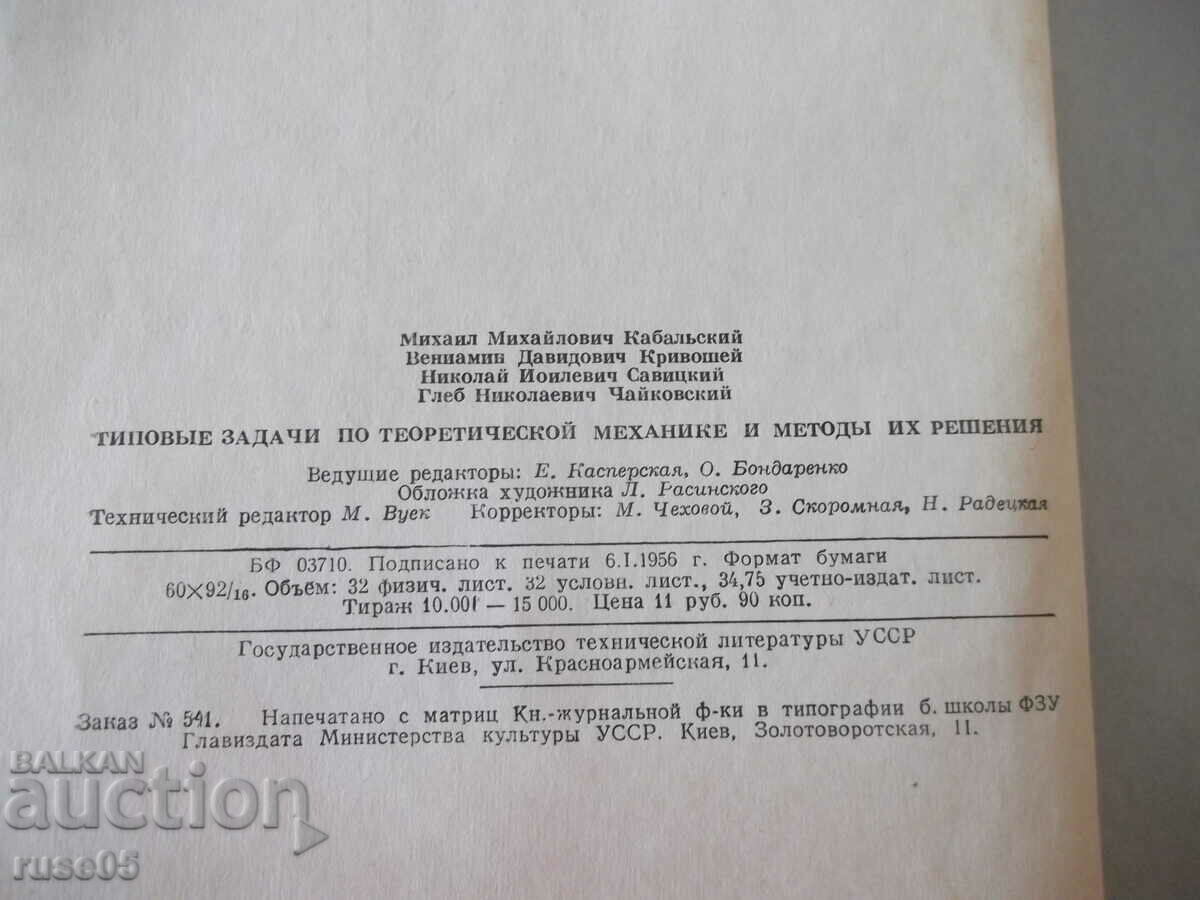 Михаил Михайлович Кабальский
Вениамин Давидович Кривошей
Николай Иоилевич Савицкий
Глеб Николаевич Чайковский
ТИПОВЫЕ ЗАДАЧИ ПО ТЕОРЕТИЧЕСКОЙ МЕХАНИКЕ И МЕТОДЫ ИХ РЕШЕНИЯ
Ведущие редакторы: Е. Касперская, О. Бондаренко
Обложка художника Л. Расинского
Технический редактор М. Вуек Корректоры: М. Чеховой, З. Скоромная, Н. Радецкая
БФ 03710. Подписано к печати 6.I.1956 г. Формат бумаги
60×92/16. Объём: 32 физич. лист. 32 условн. лист., 34,75 учетно-издат. лист.
Тираж 10.001 — 15 000. Цена 11 руб. 90 коп.
Государственное издательство технической литературы УССР
г. Киев, ул. Красноармейская, 11.
Заказ № 541. Напечатано с матриц Кн.-журнальной ф-ки в типографии б. школы ФЗУ
Главиздата Министерства культуры УССР. Киев, Золотоворотская, 11.
BALKAN
auction
ruse05